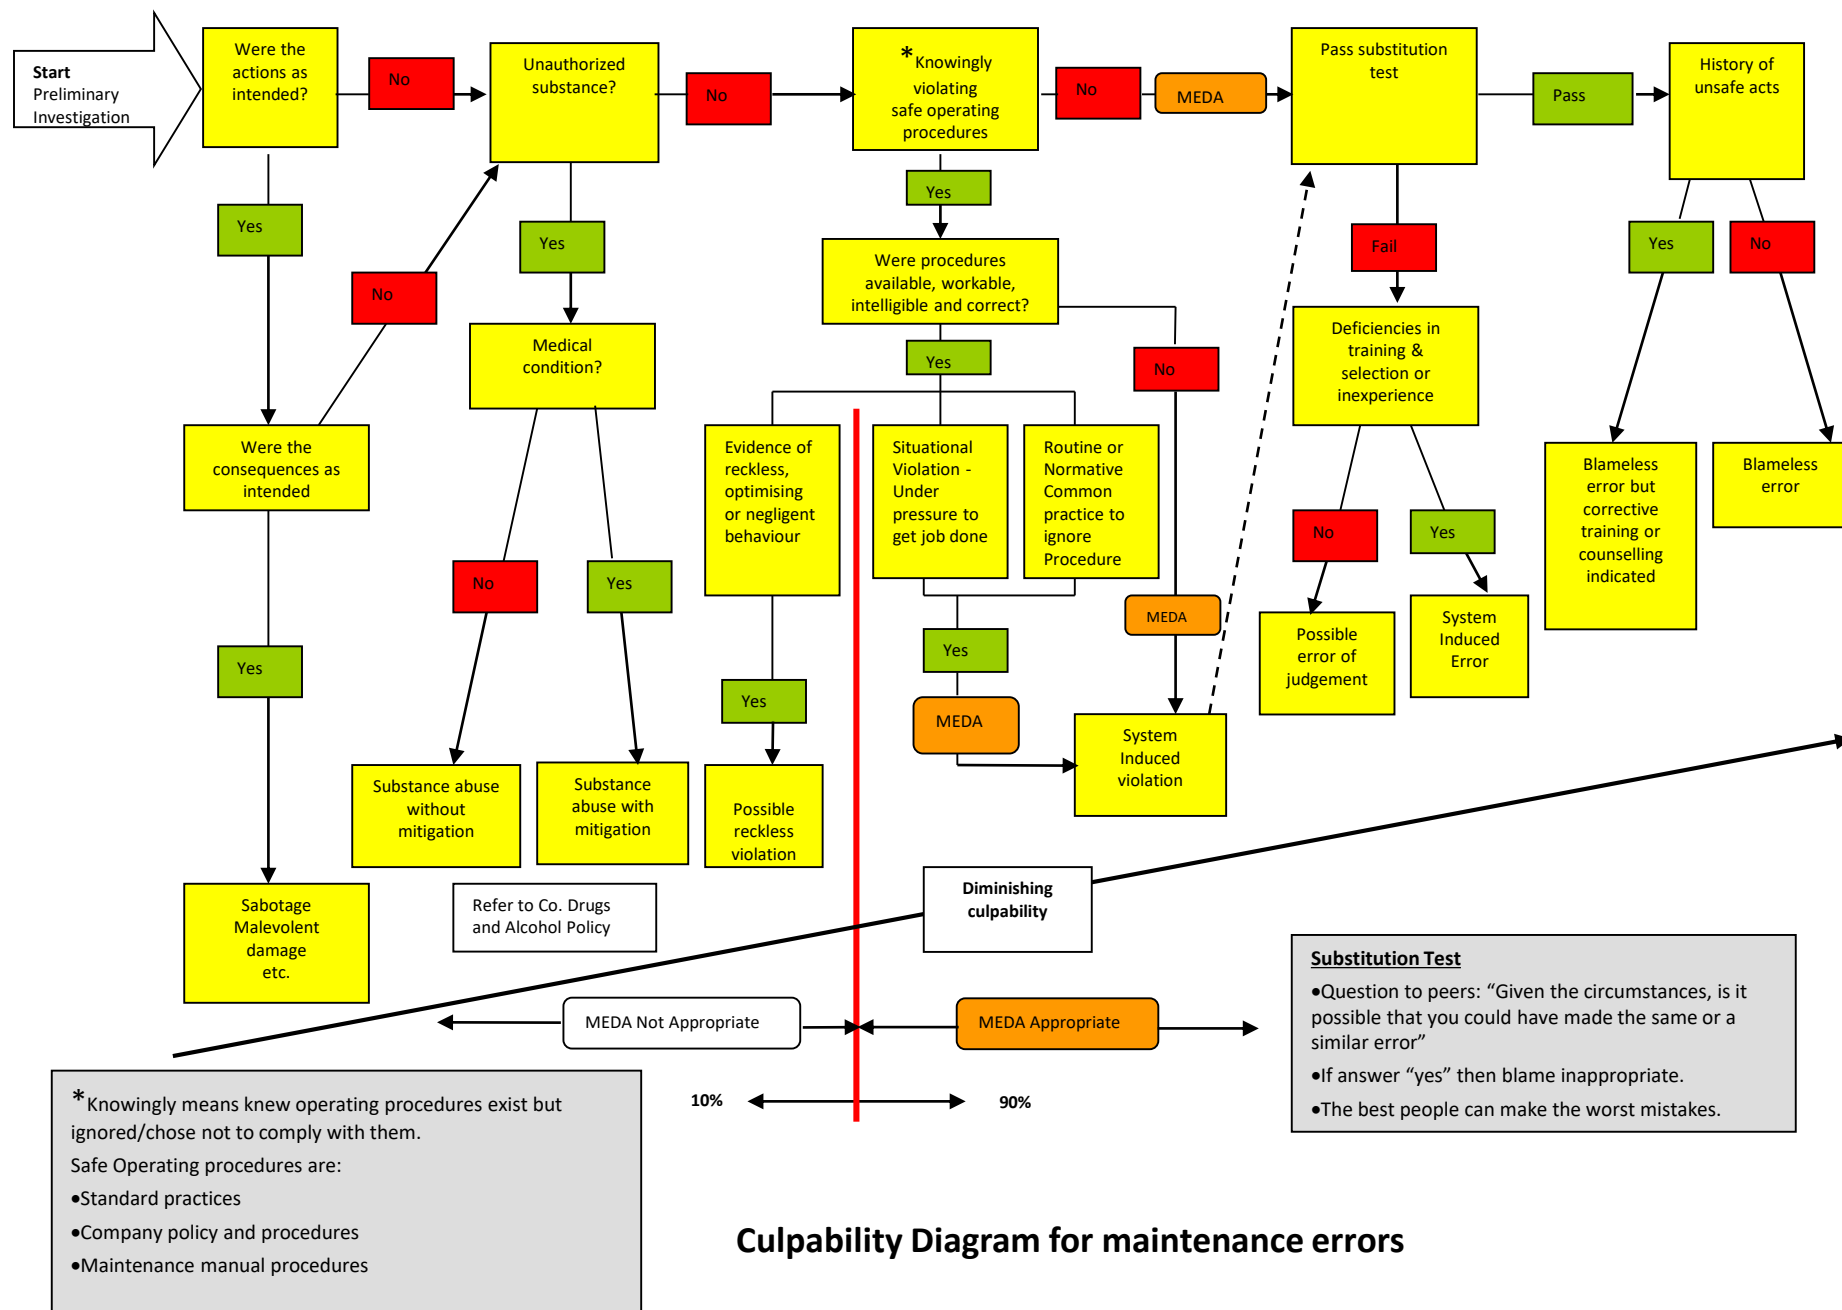 Start
Preliminary
Investigation
Were the
actions as
intended?
No
Unauthorized
substance?
No
*Knowingly
violating
safe operating
procedures
No
MEDA
Pass substitution
test
Pass
History of
unsafe acts
Yes
No
Yes
Yes
Were procedures
available, workable,
intelligible and correct?
Fail
Yes
No
Medical
condition?
Yes
No
Deficiencies in
training &
selection or
inexperience
Were the
consequences as
intended
Evidence of
reckless,
optimising
or negligent
behaviour
Situational
Violation -
Under
pressure to
get job done
Routine or
Normative
Common
practice to
ignore
Procedure
Blameless
error but
corrective
training or
counselling
indicated
Blameless
error
No
Yes
No
Yes
MEDA
Yes
Yes
Yes
MEDA
Possible
error of
judgement
System
Induced
Error
System
Induced
violation
Substance abuse
without
mitigation
Substance
abuse with
mitigation
Possible
reckless
violation
Sabotage
Malevolent
damage
etc.
Refer to Co. Drugs
and Alcohol Policy
Diminishing
culpability
MEDA Not Appropriate
MEDA Appropriate
10%
90%
Substitution Test
•Question to peers: “Given the circumstances, is it
possible that you could have made the same or a
similar error”
•If answer “yes” then blame inappropriate.
•The best people can make the worst mistakes.
*Knowingly means knew operating procedures exist but
ignored/chose not to comply with them.
Safe Operating procedures are:
•Standard practices
•Company policy and procedures
•Maintenance manual procedures
Culpability Diagram for maintenance errors